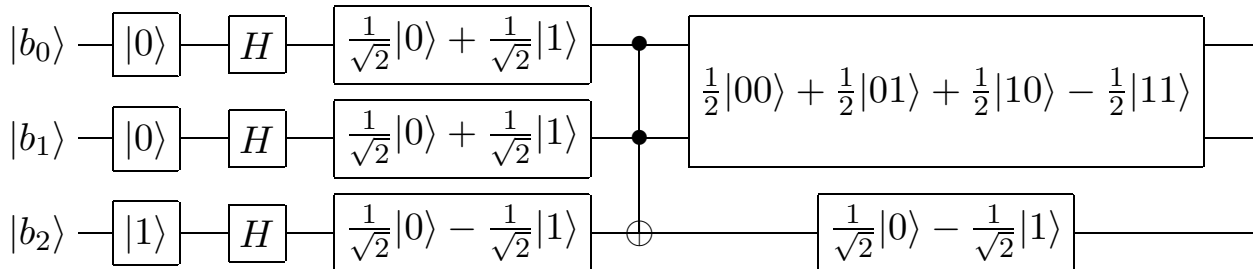 |b₀⟩ |0⟩ H 1/√2|0⟩ + 1/√2|1⟩ 1/2|00⟩ + 1/2|01⟩ + 1/2|10⟩ − 1/2|11⟩
|b₁⟩ |0⟩ H 1/√2|0⟩ + 1/√2|1⟩
|b₂⟩ |1⟩ H 1/√2|0⟩ − 1/√2|1⟩ 1/√2|0⟩ − 1/√2|1⟩